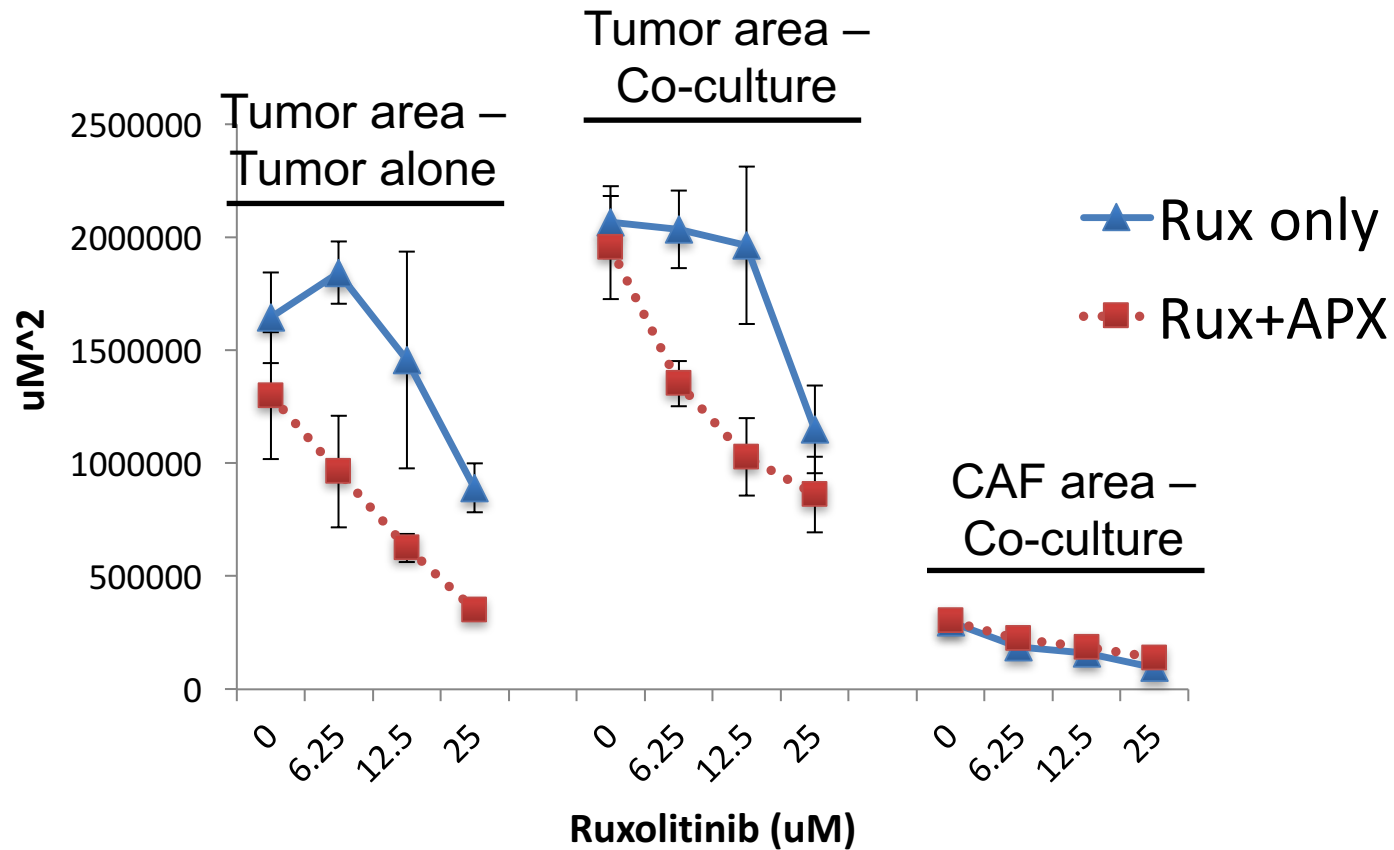 Tumor area –
Co-culture
Tumor area –
Tumor alone
2500000
2000000
1500000
1000000
500000
0
uM^2
Rux only
Rux+APX
CAF area –
Co-culture
0 6.25 12.5 25 0 6.25 12.5 25 0 6.25 12.5 25
Ruxolitinib (uM)